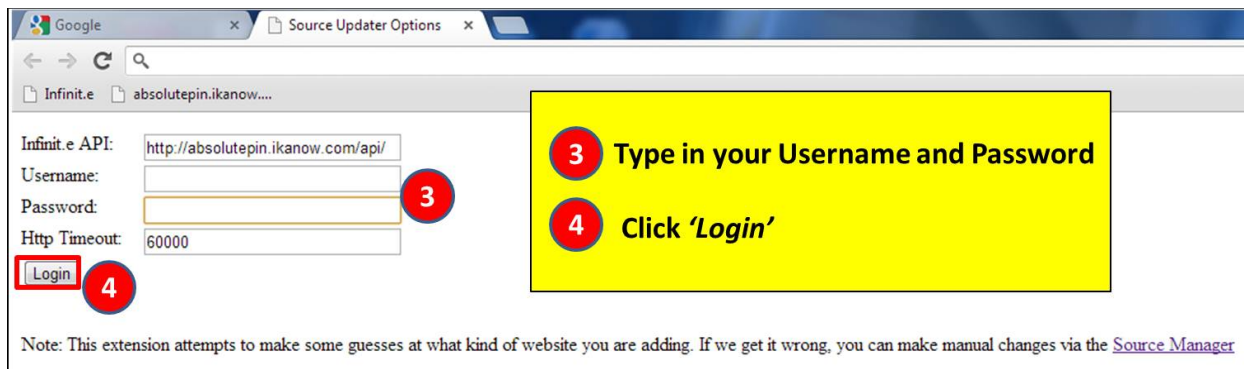 Google
Source Updater Options
Infinit.e absolutepin.ikanow....
Infinit.e API: http://absolutepin.ikanow.com/api/
Username:
Password:
3
Http Timeout: 60000
Login
4
3 Type in your Username and Password
4 Click ‘Login’
Note: This extension attempts to make some guesses at what kind of website you are adding. If we get it wrong, you can make manual changes via the Source Manager